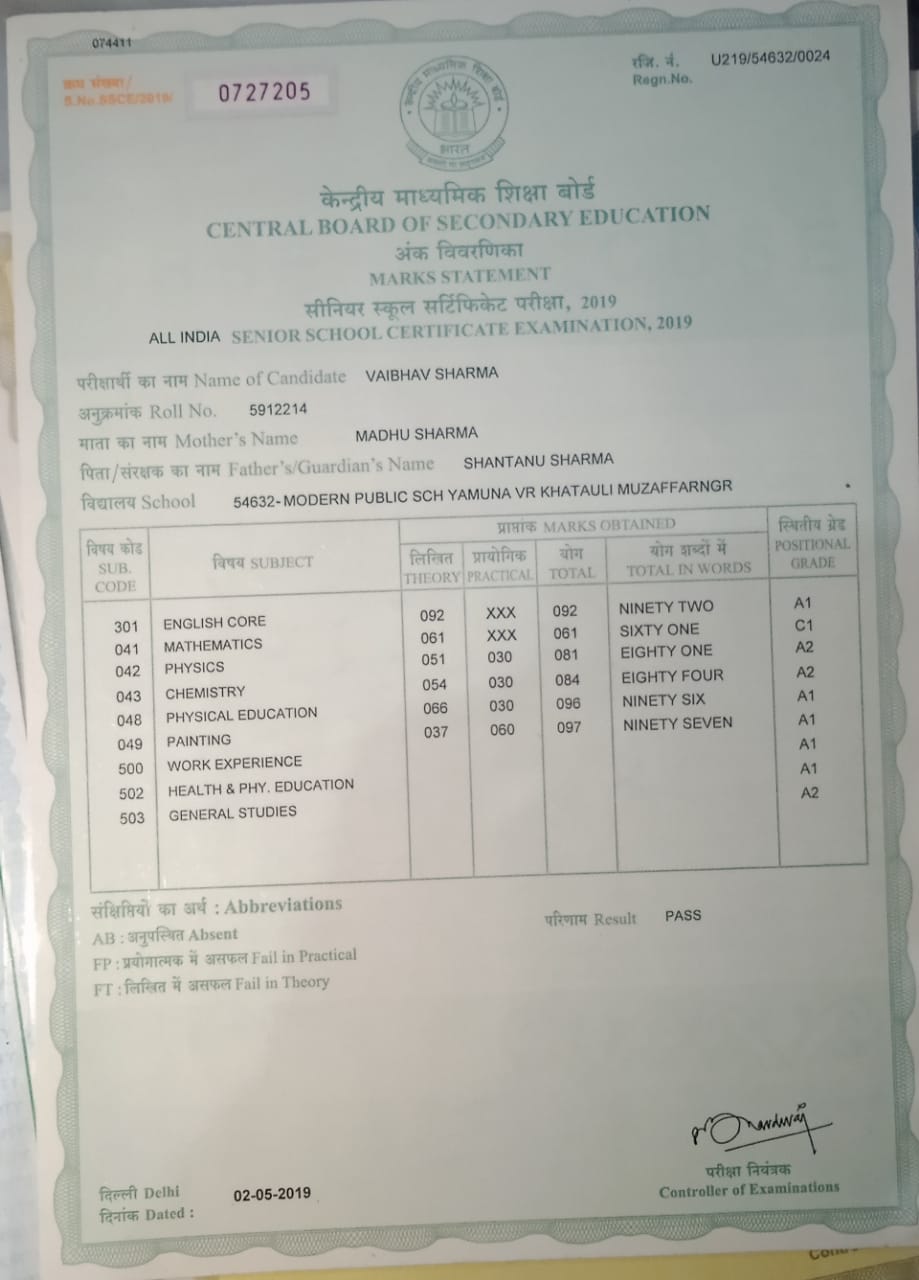 074411
क्रम संख्या/
S.No.SSCE/2019/ 0727205
रजि. नं. U219/54632/0024
Regn.No.
भारत
केन्द्रीय माध्यमिक शिक्षा बोर्ड
CENTRAL BOARD OF SECONDARY EDUCATION
अंक विवरणिका
MARKS STATEMENT
सीनियर स्कूल सर्टिफिकेट परीक्षा, 2019
ALL INDIA SENIOR SCHOOL CERTIFICATE EXAMINATION, 2019
परीक्षार्थी का नाम Name of Candidate VAIBHAV SHARMA
अनुक्रमांक Roll No. 5912214
माता का नाम Mother's Name MADHU SHARMA
पिता/संरक्षक का नाम Father's/Guardian's Name SHANTANU SHARMA
विद्यालय School 54632-MODERN PUBLIC SCH YAMUNA VR KHATAULI MUZAFFARNGR
विषय कोड SUB. CODE विषय SUBJECT प्राप्तांक MARKS OBTAINED स्थितीय ग्रेड POSITIONAL GRADE
लिखित THEORY प्रायोगिक PRACTICAL योग TOTAL योग शब्दों में TOTAL IN WORDS
301 ENGLISH CORE 092 XXX 092 NINETY TWO A1
041 MATHEMATICS 061 XXX 061 SIXTY ONE C1
042 PHYSICS 051 030 081 EIGHTY ONE A2
043 CHEMISTRY 054 030 084 EIGHTY FOUR A2
048 PHYSICAL EDUCATION 066 030 096 NINETY SIX A1
049 PAINTING 037 060 097 NINETY SEVEN A1
500 WORK EXPERIENCE A1
502 HEALTH & PHY. EDUCATION A1
503 GENERAL STUDIES A2
संक्षिप्तियों का अर्थ : Abbreviations
परिणाम Result PASS
AB : अनुपस्थित Absent
FP : प्रयोगात्मक में असफल Fail in Practical
FT : लिखित में असफल Fail in Theory
परीक्षा नियंत्रक
Controller of Examinations
दिल्ली Delhi
दिनांक Dated : 02-05-2019